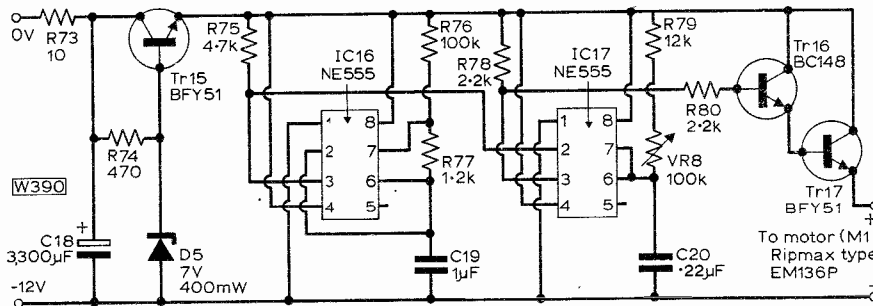 0V
R73
10
Tr15
BFY51
R74
470
W390
+
C18
3,300µF
-12V
D5
7V
400mW
R75
4·7k
IC16
NE555
1
2
3
4
8
7
6
5
R76
100k
R77
1·2k
C19
1µF
R78
2·2k
IC17
NE555
1
2
3
4
8
7
6
5
R79
12k
VR8
100k
C20
·22µF
R80
2·2k
Tr16
BC148
Tr17
BFY51
+
To motor (M1
Ripmax type
EM136P
-